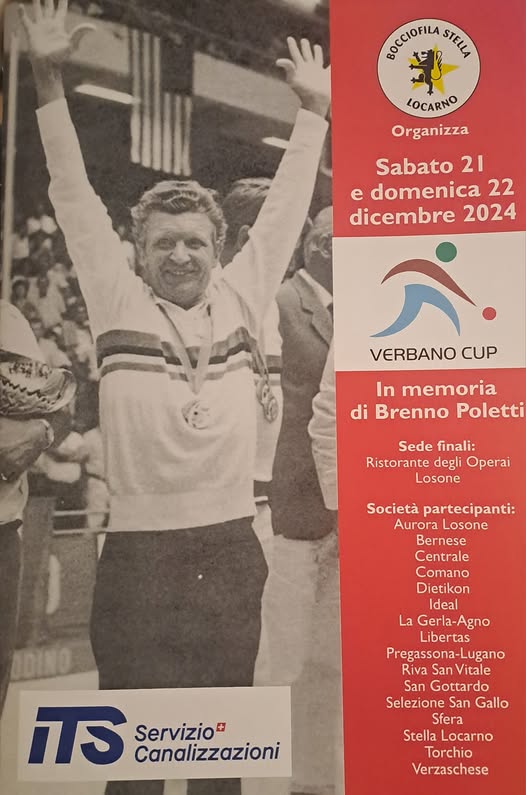 BOCCIOFILA STELLA
LOCARNO
Organizza
Sabato 21
e domenica 22
dicembre 2024
VERBANO CUP
In memoria
di Brenno Poletti
Sede finali:
Ristorante degli Operai
Losone
Società partecipanti:
Aurora Losone
Bernese
Centrale
Comano
Dietikon
Ideal
La Gerla-Agno
Libertas
Pregassona-Lugano
Riva San Vitale
San Gottardo
Selezione San Gallo
Sfera
Stella Locarno
Torchio
Verzaschese
iTS Servizio
Canalizzazioni